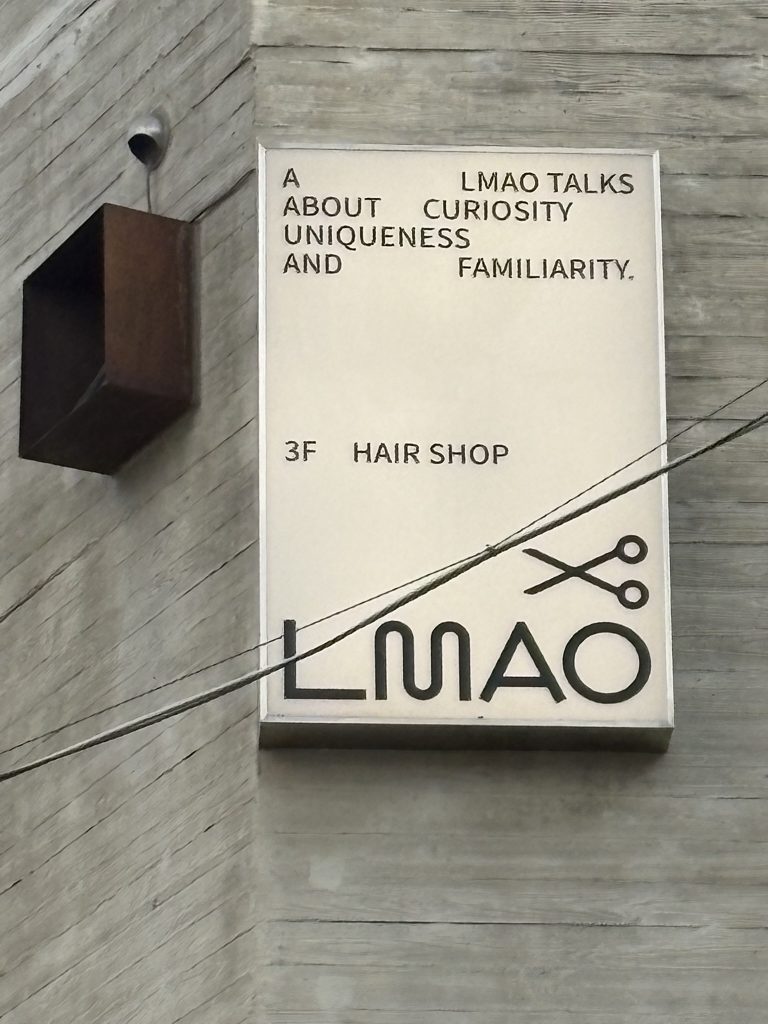 A LMAO TALKS
ABOUT CURIOSITY
UNIQUENESS
AND FAMILIARITY.
3F HAIR SHOP
LMAO